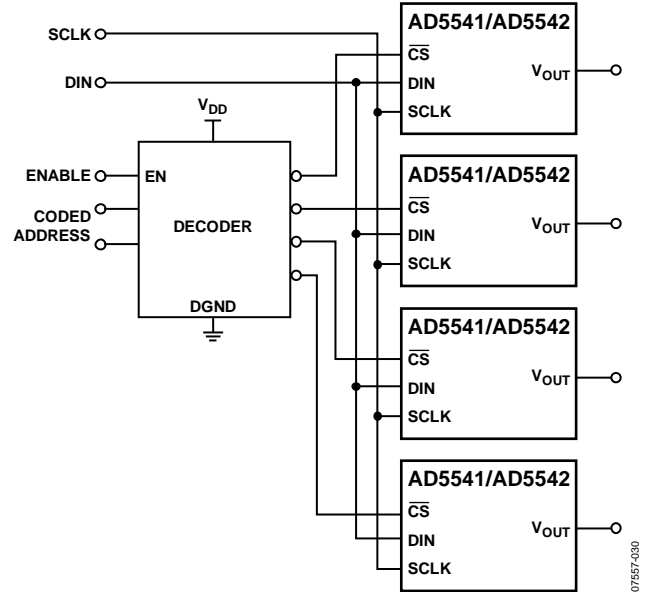 SCLK
DIN
VDD
ENABLE
EN
CODED
ADDRESS
DECODER
DGND
AD5541/AD5542
CS
DIN
SCLK
VOUT
AD5541/AD5542
CS
DIN
SCLK
VOUT
AD5541/AD5542
CS
DIN
SCLK
VOUT
AD5541/AD5542
CS
DIN
SCLK
VOUT
07557-030